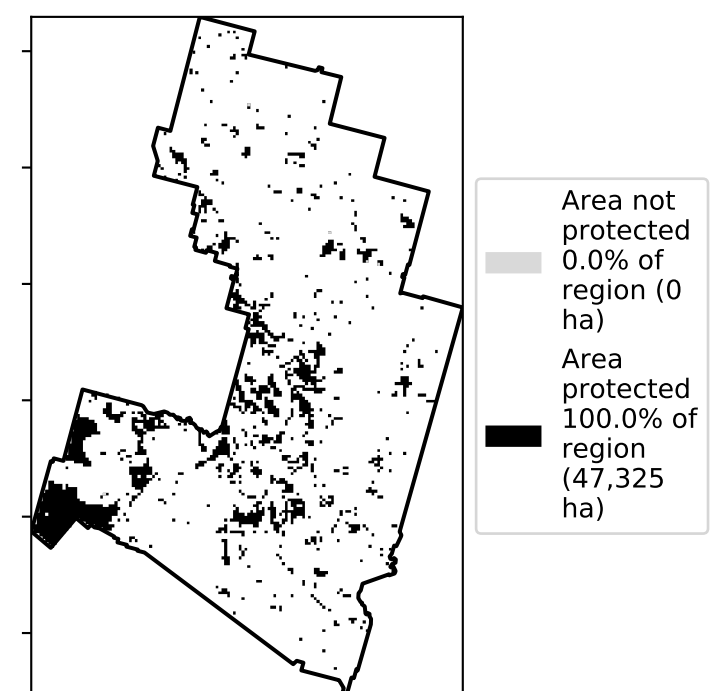 Area not
protected
0.0% of
region (0
ha)
Area
protected
100.0% of
region
(47,325
ha)